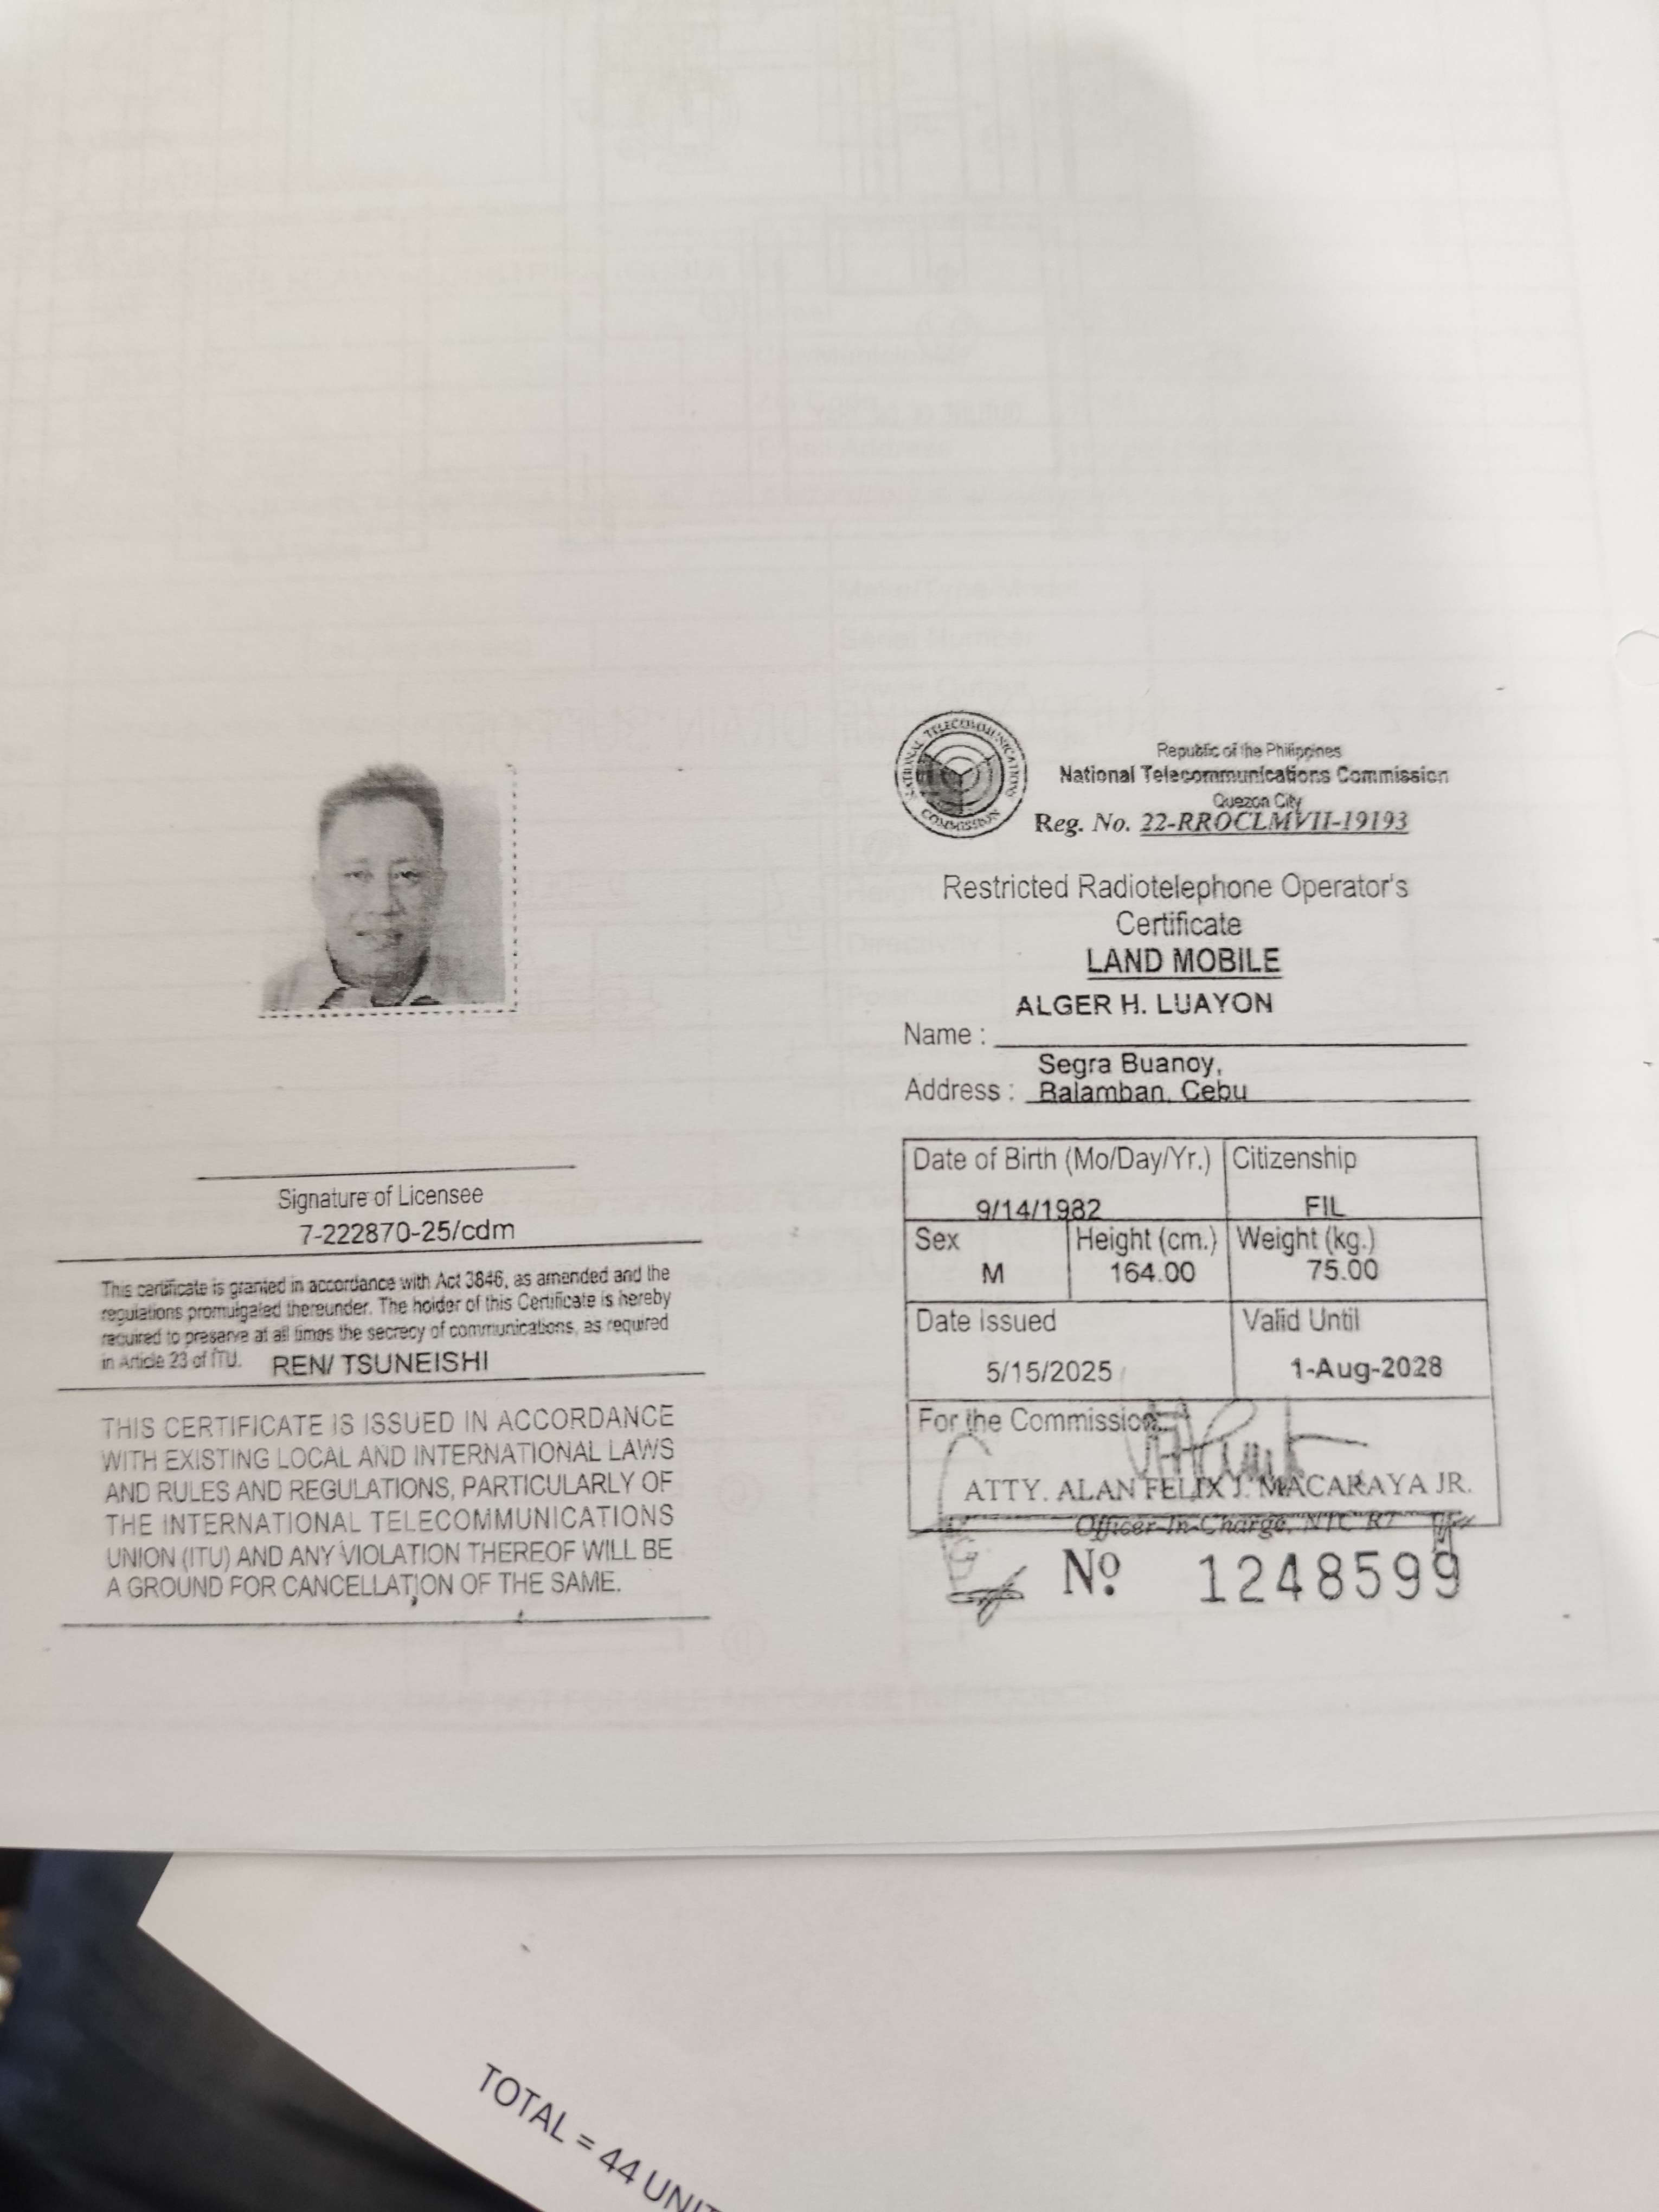 NATIONAL TELECOMMUNICATIONS
COMMISSION
Republic of the Philippines
National Telecommunications Commission
Quezon City
Reg. No. 22-RROCLMVII-19193
Restricted Radiotelephone Operator's
Certificate
LAND MOBILE
ALGER H. LUAYON
Name :
Segra Buanoy,
Address : Balamban, Cebu
Date of Birth (Mo/Day/Yr.) Citizenship
9/14/1982 FIL
Sex Height (cm.) Weight (kg.)
M 164.00 75.00
Date Issued Valid Until
5/15/2025 1-Aug-2028
For the Commission
ATTY. ALAN FELIX J. MACARAYA JR.
Officer-In-Charge, NTC R7
Nº 1248599
Signature of Licensee
7-222870-25/cdm
This certificate is granted in accordance with Act 3846, as amended and the
regulations promulgated thereunder. The holder of this Certificate is hereby
required to preserve at all times the secrecy of communications, as required
in Article 23 of ITU. REN/ TSUNEISHI
THIS CERTIFICATE IS ISSUED IN ACCORDANCE
WITH EXISTING LOCAL AND INTERNATIONAL LAWS
AND RULES AND REGULATIONS, PARTICULARLY OF
THE INTERNATIONAL TELECOMMUNICATIONS
UNION (ITU) AND ANY VIOLATION THEREOF WILL BE
A GROUND FOR CANCELLATION OF THE SAME.
TOTAL = 44